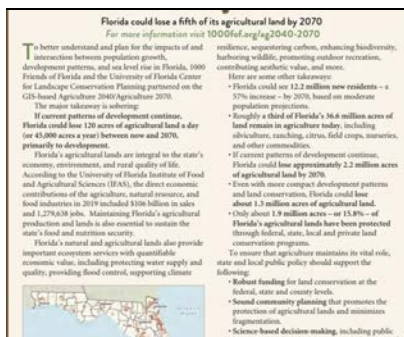 Florida could lose a fifth of its agricultural land by 2070
For more information visit 1000fof.org/ag2040-2070
To better understand and plan for the impacts of and
intersection between population growth,
development patterns, and sea level rise in Florida, 1000
Friends of Florida and the University of Florida Center
for Landscape Conservation Planning partnered on the
GIS-based Agriculture 2040/Agriculture 2070.
The major takeaway is sobering:
If current patterns of development continue,
Florida could lose 120 acres of agricultural land a day
(or 45,000 acres a year) between now and 2070,
primarily to development.
Florida's agricultural lands are integral to the state's
economy, environment, and rural quality of life.
According to the University of Florida Institute of Food
and Agricultural Sciences (IFAS), the direct economic
contributions of the agriculture, natural resource, and
food industries in 2019 included $106 billion in sales
and 1,279,638 jobs. Maintaining Florida's agricultural
production and lands is also essential to sustain the
state's food and nutrition security.
Florida's natural and agricultural lands also provide
important ecosystem services with quantifiable
economic value, including protecting water supply and
quality, providing flood control, supporting climate
resilience, sequestering carbon, enhancing biodiversity,
harboring wildlife, promoting outdoor recreation,
contributing aesthetic value, and more.
Here are some other takeaways:
• Florida could see 12.2 million new residents – a
57% increase – by 2070, based on moderate
population projections.
• Roughly a third of Florida's 36.6 million acres of
land remain in agriculture today, including
silviculture, ranching, citrus, field crops, nurseries,
and other commodities.
• If current patterns of development continue,
Florida could lose approximately 2.2 million acres
of agricultural land by 2070.
• Even with more compact development patterns
and land conservation, Florida could lose
about 1.3 million acres of agricultural land.
• Only about 1.9 million acres – or 15.8% – of
Florida's agricultural lands have been protected
through federal, state, local and private land
conservation programs.
To ensure that agriculture maintains its vital role,
state and local public policy should support the
following:
• Robust funding for land conservation at the
federal, state and county levels.
• Sound community planning that promotes the
protection of agricultural lands and minimizes
fragmentation.
• Science-based decision-making, including public